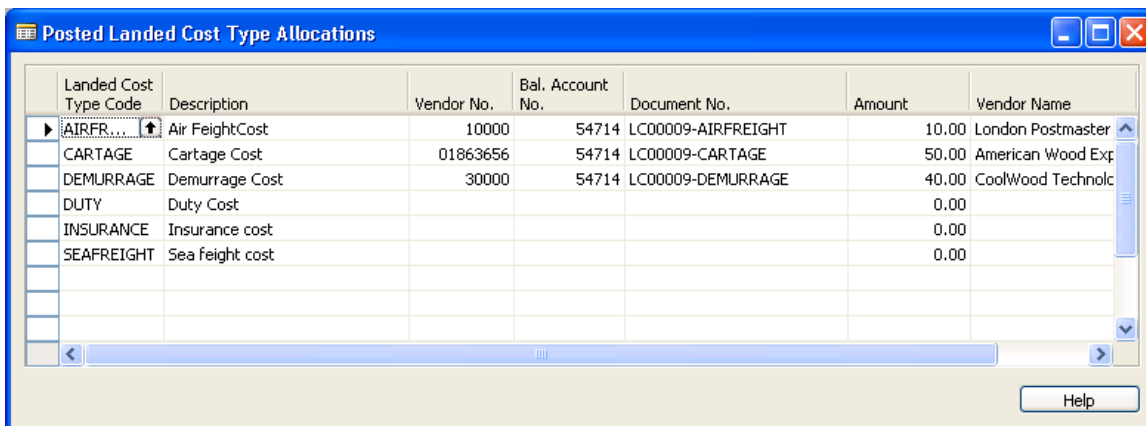 Posted Landed Cost Type Allocations
Landed Cost Type Code Description Vendor No. Bal. Account No. Document No. Amount Vendor Name
AIRFR... Air FeightCost 10000 54714 LC00009-AIRFREIGHT 10.00 London Postmaster
CARTAGE Cartage Cost 01863656 54714 LC00009-CARTAGE 50.00 American Wood Exp
DEMURRAGE Demurrage Cost 30000 54714 LC00009-DEMURRAGE 40.00 CoolWood Technolc
DUTY Duty Cost 0.00
INSURANCE Insurance cost 0.00
SEAFREIGHT Sea feight cost 0.00
Help